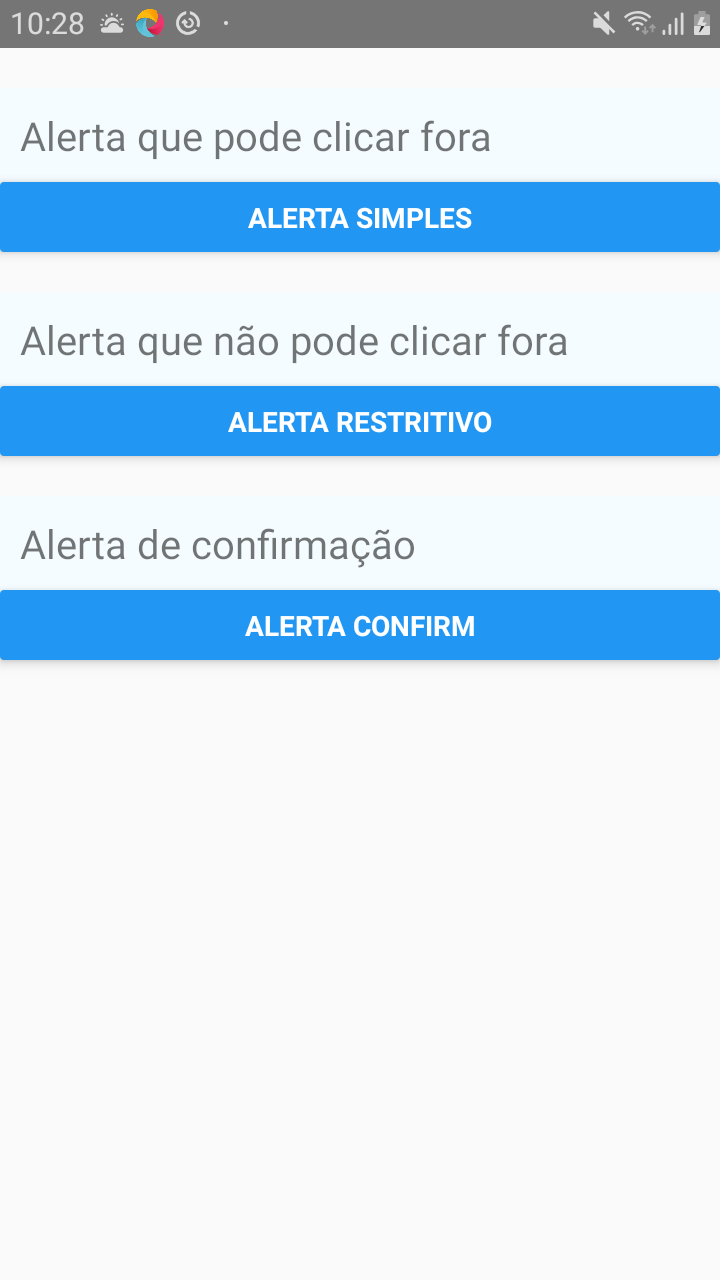 10:28
Alerta que pode clicar fora
ALERTA SIMPLES
Alerta que não pode clicar fora
ALERTA RESTRITIVO
Alerta de confirmação
ALERTA CONFIRM